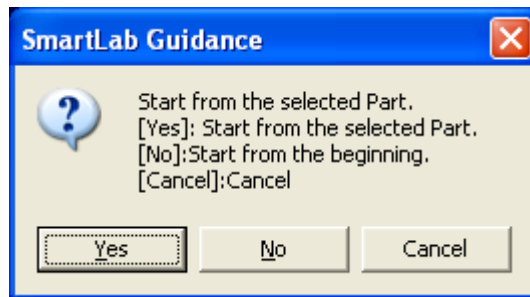 SmartLab Guidance
Start from the selected Part.
[Yes]: Start from the selected Part.
[No]:Start from the beginning.
[Cancel]:Cancel
Yes No Cancel